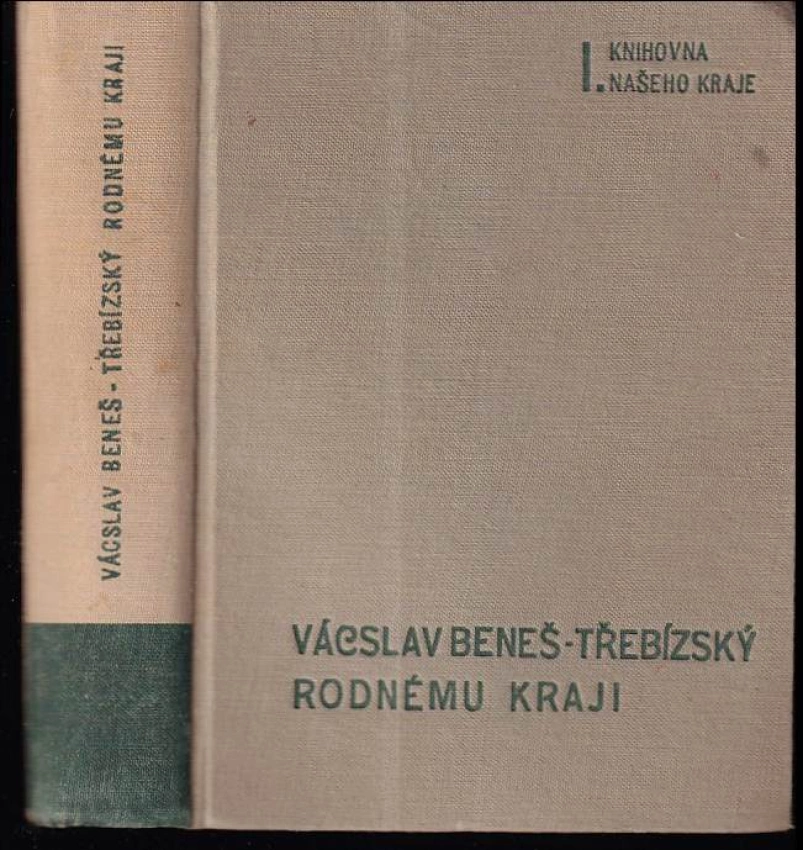 VÁCSLAV BENEŠ - TŘEBÍZSKÝ RODNÉMU KRAJI
I. KNIHOVNA
NAŠEHO KRAJE
VÁCSLAV BENEŠ-TŘEBÍZSKÝ
RODNÉMU KRAJI